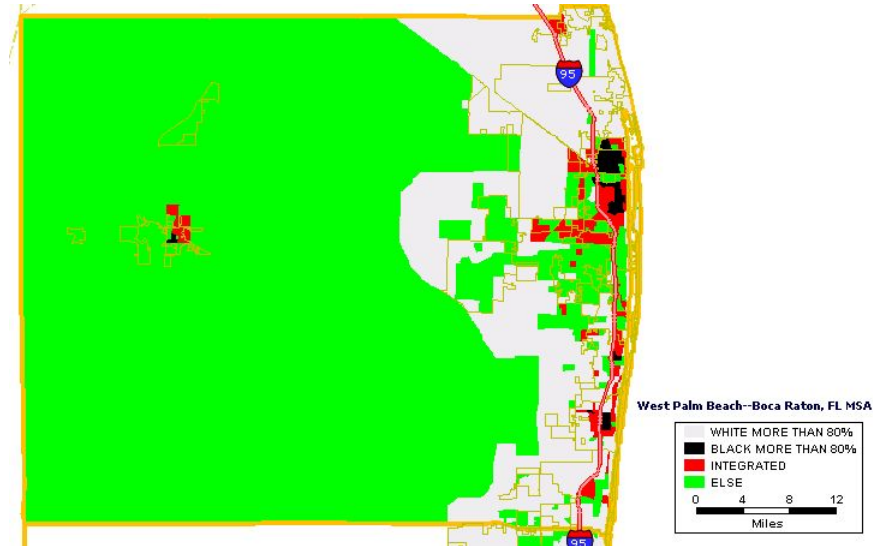 95
West Palm Beach--Boca Raton, FL MSA
WHITE MORE THAN 80%
BLACK MORE THAN 80%
INTEGRATED
ELSE
0 4 8 12
Miles
95